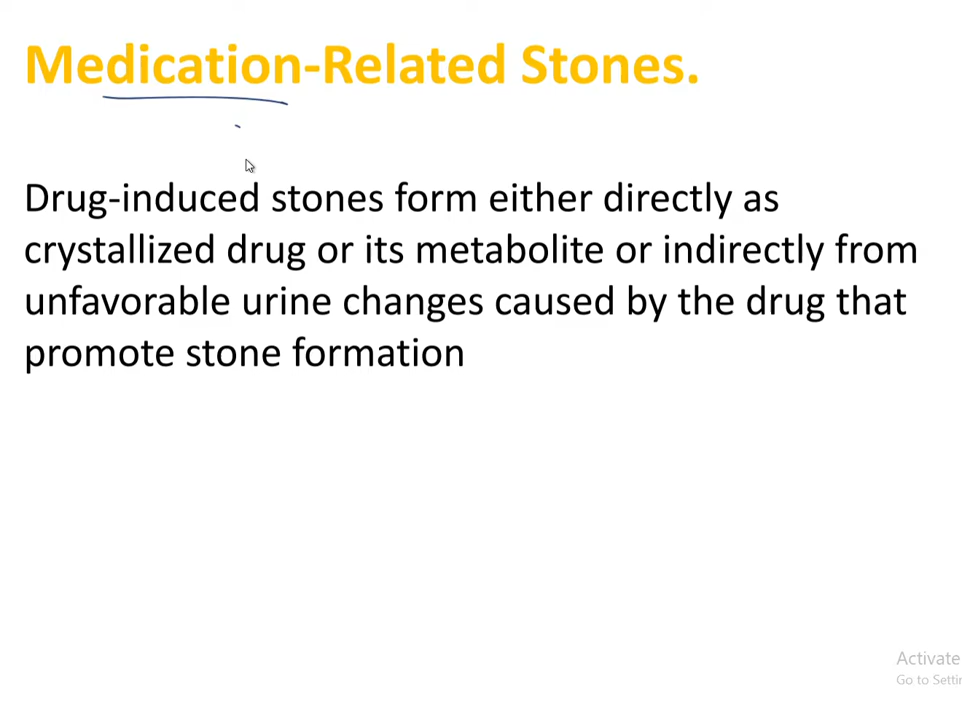 Medication-Related Stones.
Drug-induced stones form either directly as
crystallized drug or its metabolite or indirectly from
unfavorable urine changes caused by the drug that
promote stone formation
Activate
Go to Setti